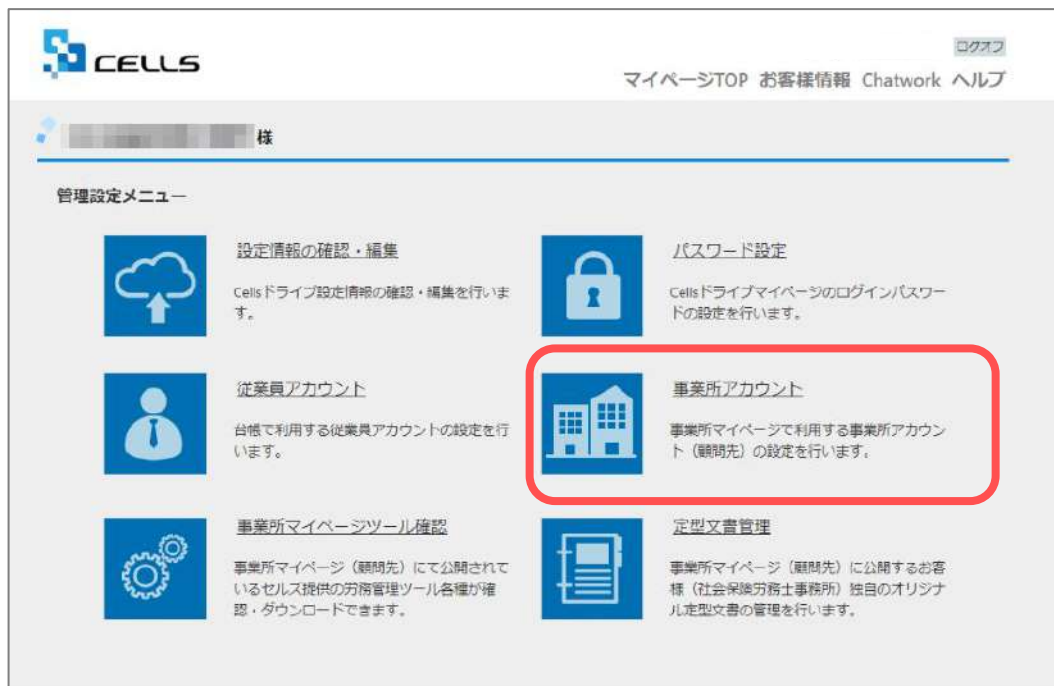 CELLS
ログオフ
マイページTOP お客様情報 Chatwork ヘルプ
様
管理設定メニュー
設定情報の確認・編集
Cellsドライブ設定情報の確認・編集を行いま
す。
パスワード設定
Cellsドライブマイページのログインパスワー
ドの設定を行います。
従業員アカウント
台帳で利用する従業員アカウントの設定を行
います。
事業所アカウント
事業所マイページで利用する事業所アカウン
ト（顧問先）の設定を行います。
事業所マイページツール確認
事業所マイページ（顧問先）にて公開されて
いるセルズ提供の労務管理ツール各種が確
認・ダウンロードできます。
定型文書管理
事業所マイページ（顧問先）に公開するお客
様（社会保険労務士事務所）独自のオリジナ
ル定型文書の管理を行います。